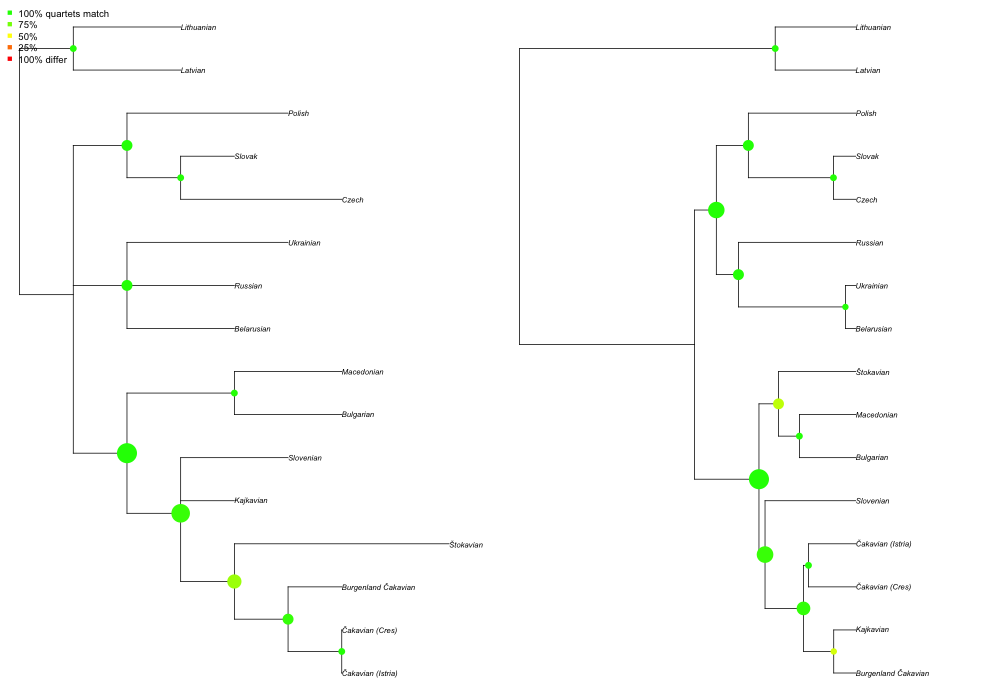 100% quartets match
75%
50%
25%
100% differ
Lithuanian
Latvian
Polish
Slovak
Czech
Ukrainian
Russian
Belarusian
Macedonian
Bulgarian
Slovenian
Kajkavian
Štokavian
Burgenland Čakavian
Čakavian (Cres)
Čakavian (Istria)
Lithuanian
Latvian
Polish
Slovak
Czech
Russian
Ukrainian
Belarusian
Štokavian
Macedonian
Bulgarian
Slovenian
Čakavian (Istria)
Čakavian (Cres)
Kajkavian
Burgenland Čakavian